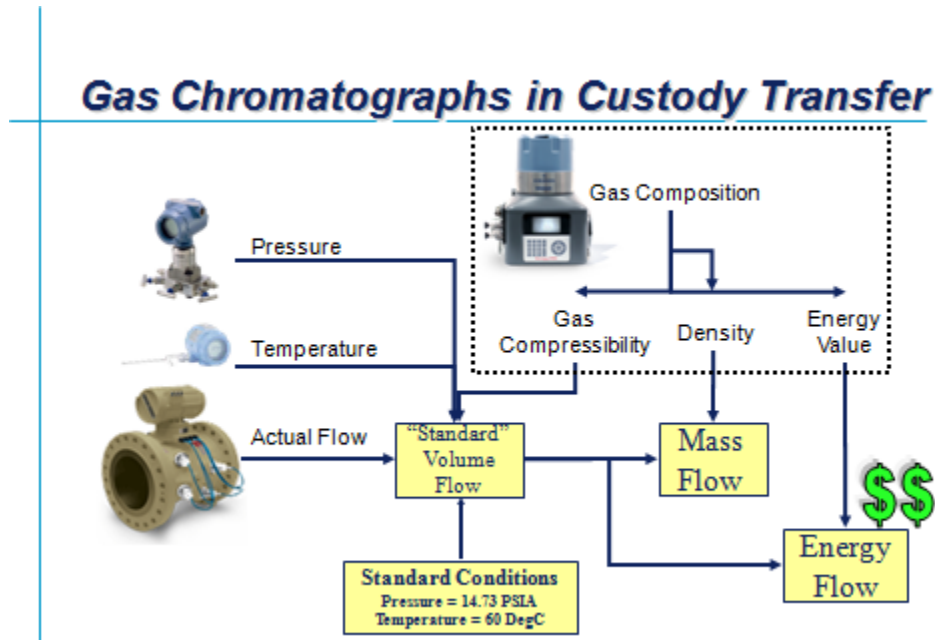 Gas Chromatographs in Custody Transfer
Gas Composition
Pressure
Gas
Compressibility
Density
Energy
Value
Temperature
Actual Flow
“Standard”
Volume
Flow
Mass
Flow
$$
Energy
Flow
Standard Conditions
Pressure = 14.73 PSIA
Temperature = 60 DegC